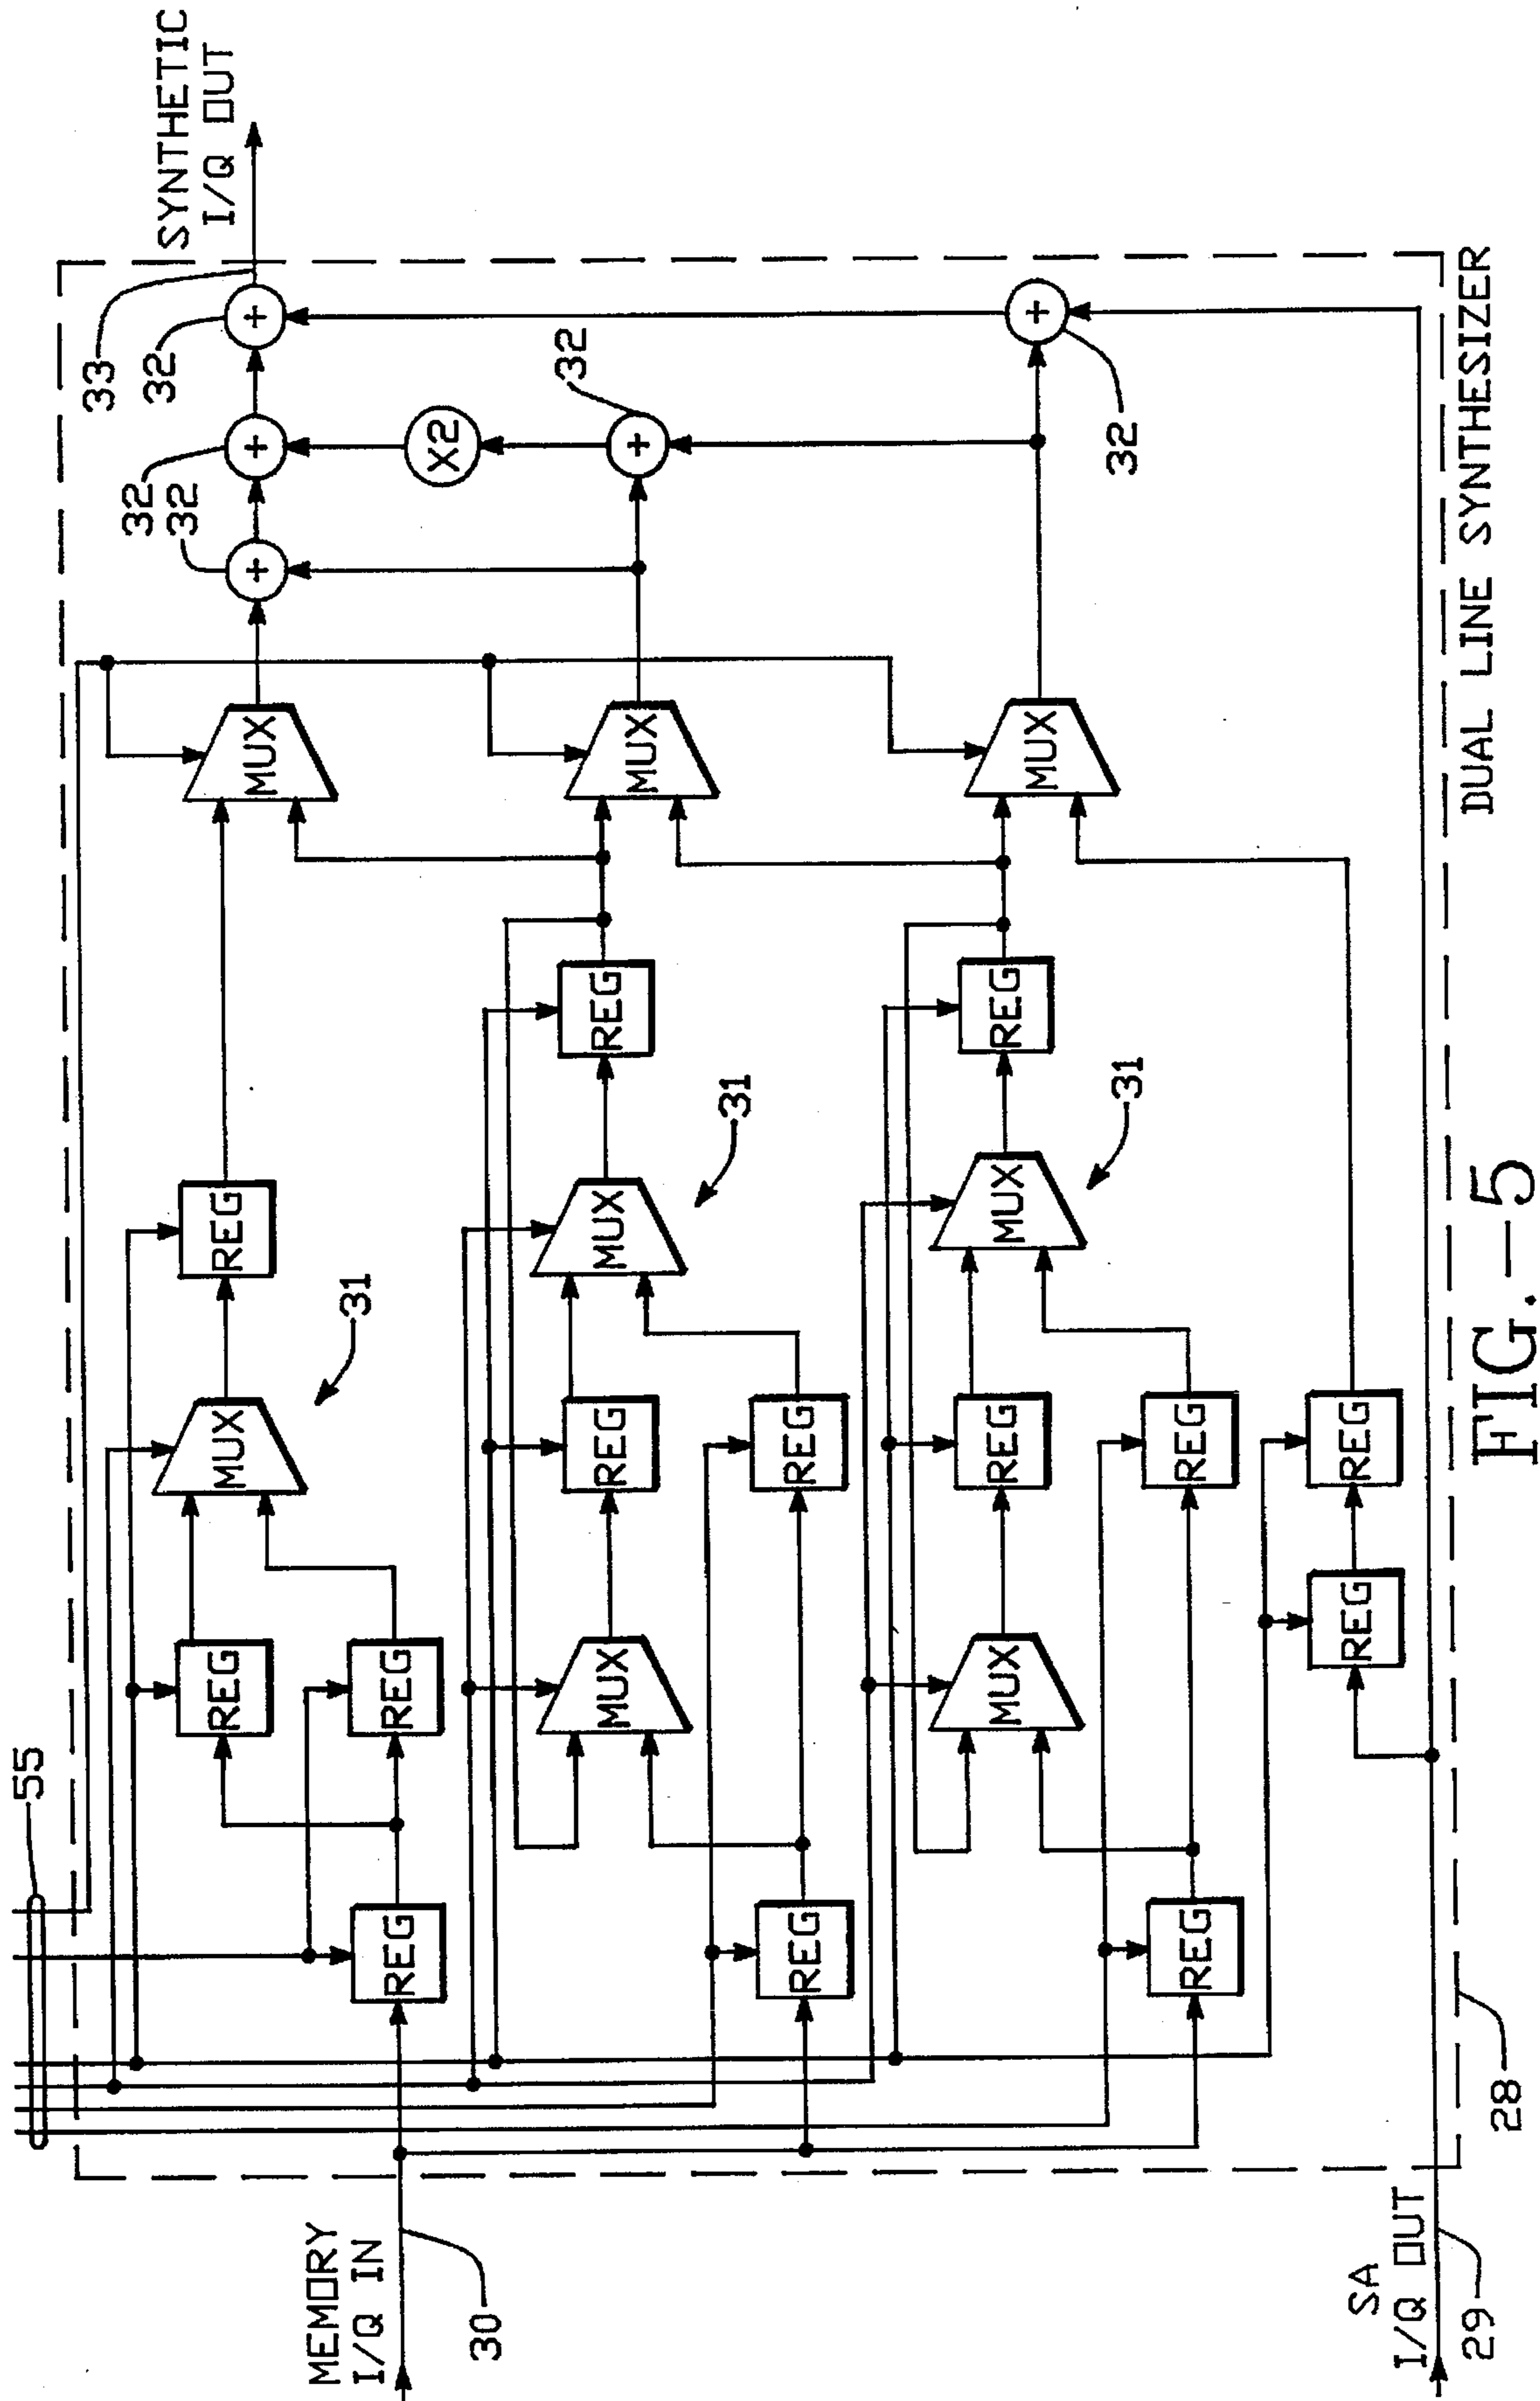 55
33
32
32
32
SYNTHETIC
I/Q OUT
REG
MUX
REG
MUX
+
+
+
MEMORY
I/Q IN
30
REG
REG
31
X2
32
MUX
REG
MUX
REG
MUX
+
31
REG
REG
MUX
REG
MUX
REG
MUX
+
31
32
REG
REG
REG
REG
SA
I/Q OUT
29
28
DUAL LINE SYNTHESIZER
FIG.-5